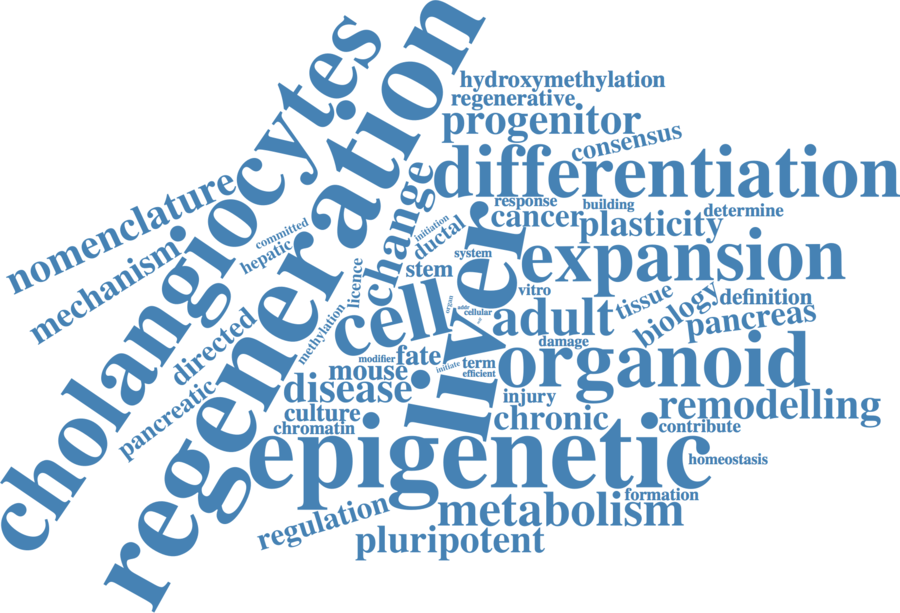 cholangiocytes
regeneration
hydroxymethylation
regenerative
progenitor
consensus
differentiation
nomenclature
mechanism
committed
hepatic
change
initiation
ductal
response
building
cancer
plasticity
determine
liver
system
stem
expansion
licence
vitro
tissue
biology
definition
cell
organ
cellular
adult
pancreas
methylation
directed
damage
modifier
fate
initiate
term
efficient
organoid
mouse
disease
pancreatic
injury
culture
chronic
remodelling
chromatin
contribute
epigenetic
homeostasis
regulation
metabolism
formation
pluripotent